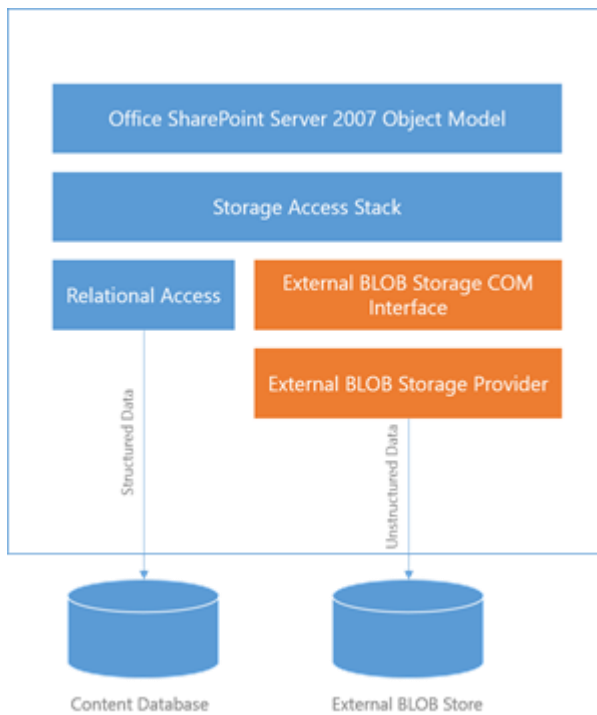 Office SharePoint Server 2007 Object Model
Storage Access Stack
Relational Access
External BLOB Storage COM
Interface
External BLOB Storage Provider
Structured Data
Unstructured Data
Content Database
External BLOB Store